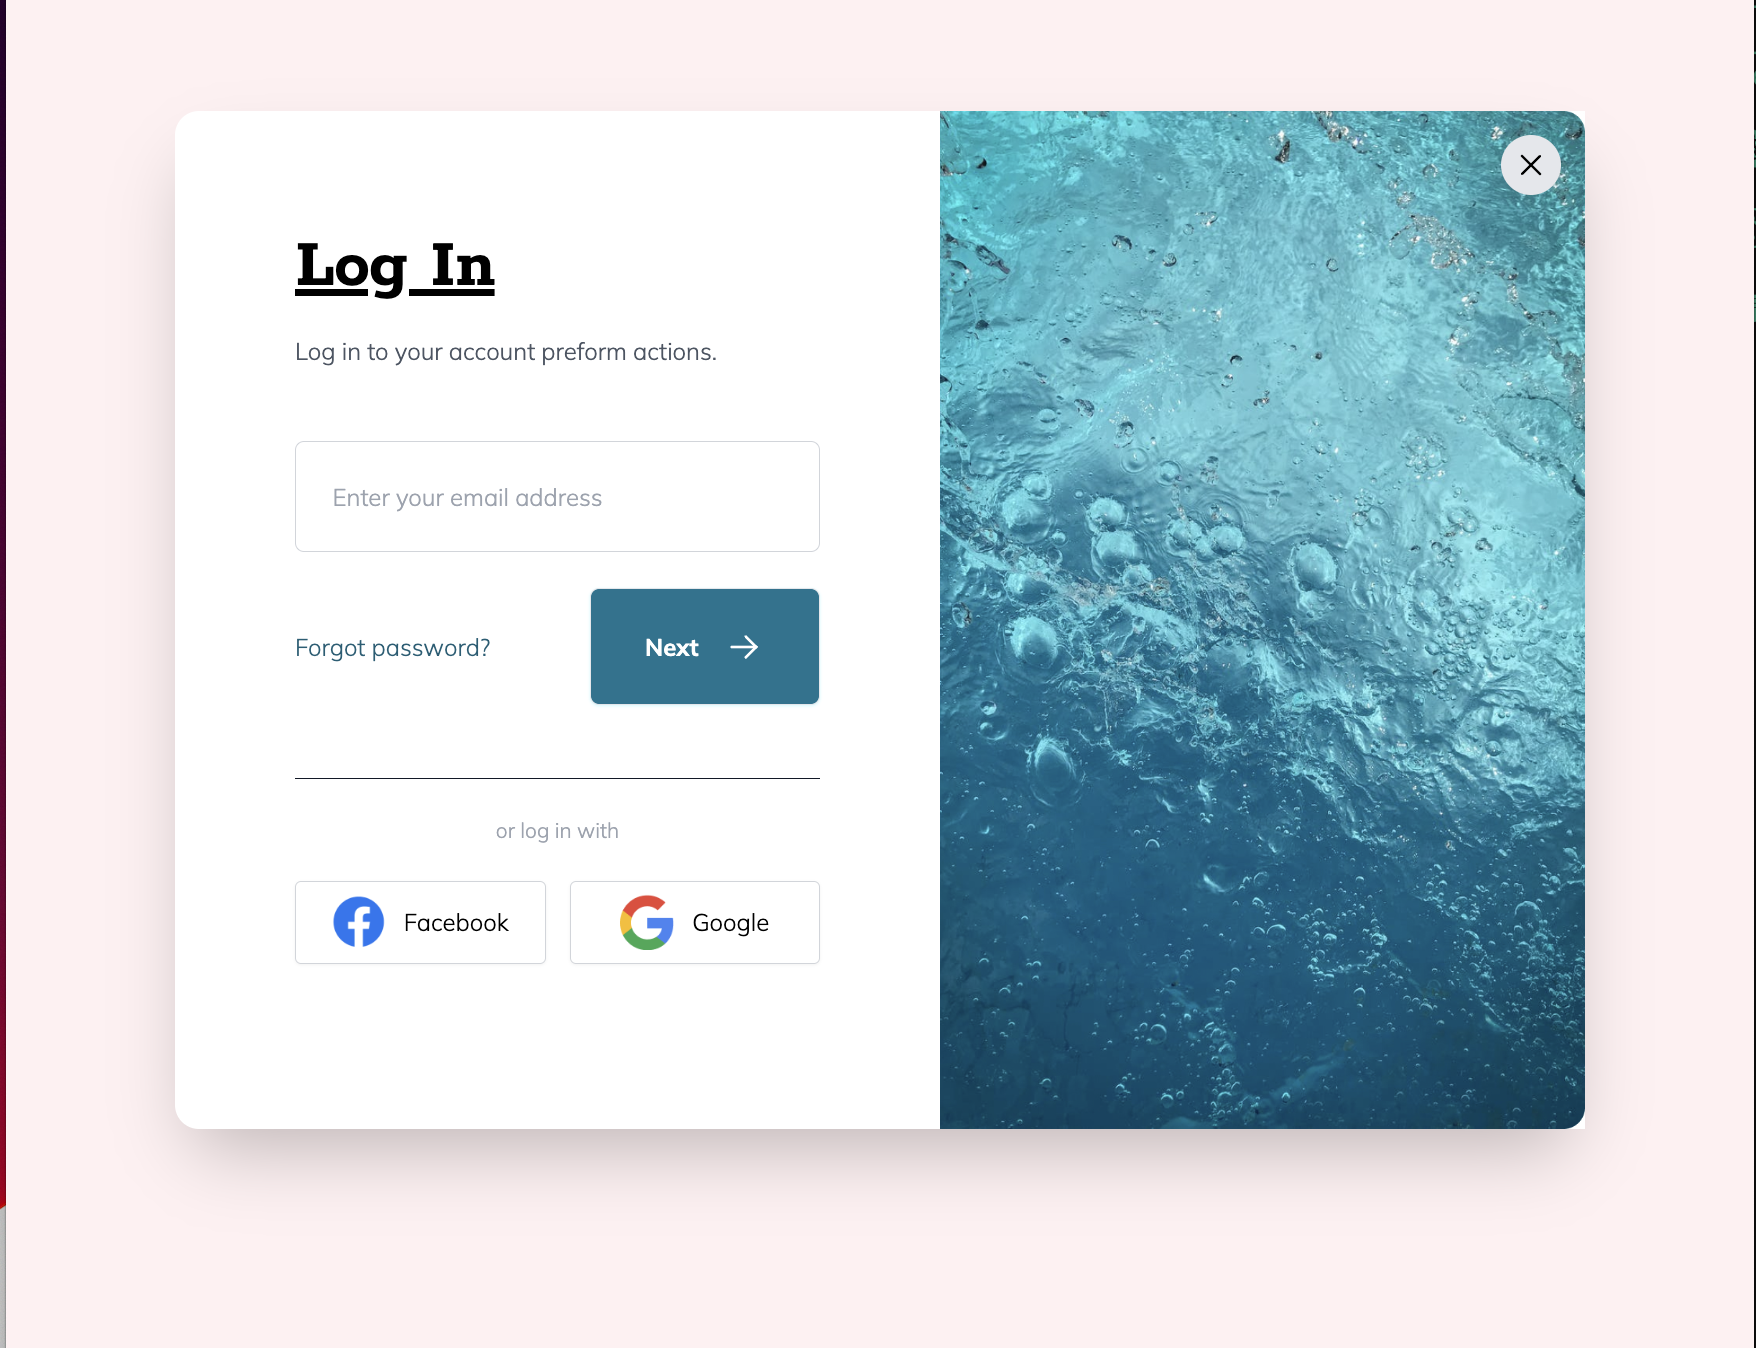 Log In
Log in to your account preform actions.
Enter your email address
Forgot password?
Next
or log in with
Facebook
Google